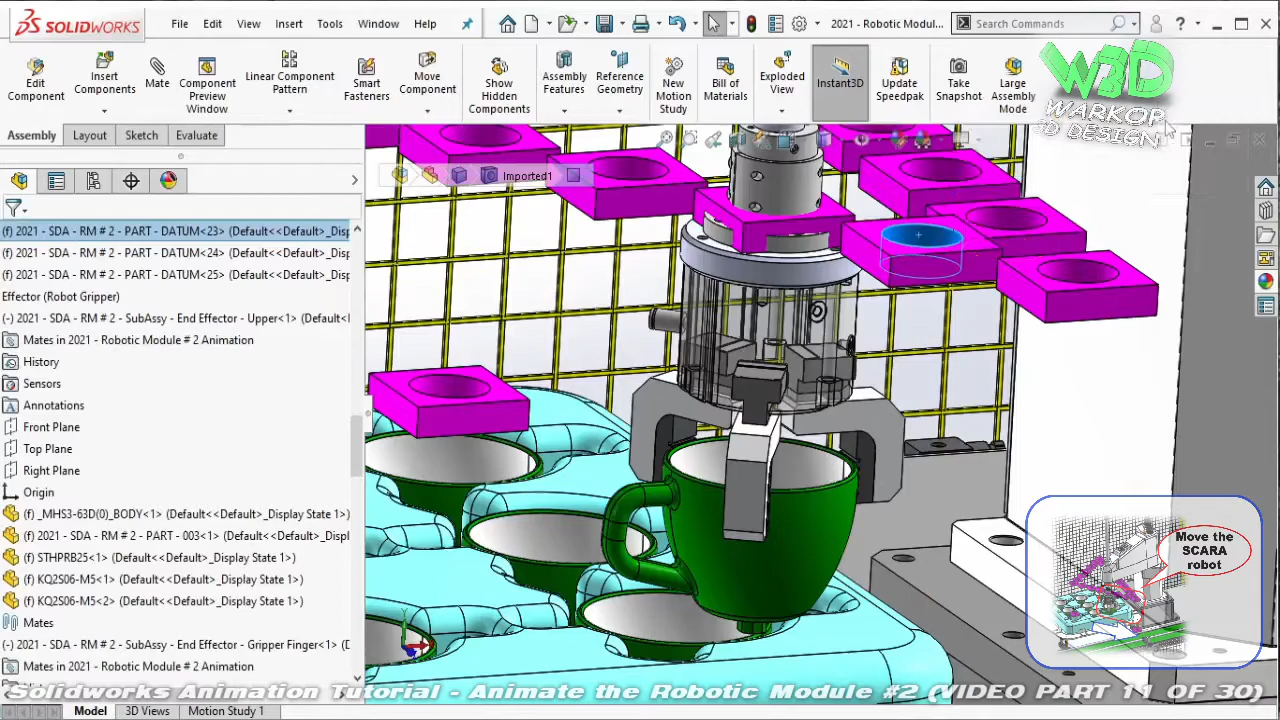 SOLIDWORKS
File Edit View Insert Tools Window Help
2021 - Robotic Modul...
Search Commands
Edit Component
Insert Components
Mate
Component Preview Window
Linear Component Pattern
Smart Fasteners
Move Component
Show Hidden Components
Assembly Features
Reference Geometry
New Motion Study
Bill of Materials
Exploded View
Instant3D
Update Speedpak
Take Snapshot
Large Assembly Mode
W3D
WARKOP
3D DESIGN
Assembly Layout Sketch Evaluate
Imported1
(f) 2021 - SDA - RM # 2 - PART - DATUM<23> (Default<<Default>_Disp
(f) 2021 - SDA - RM # 2 - PART - DATUM<24> (Default<<Default>_Disp
(f) 2021 - SDA - RM # 2 - PART - DATUM<25> (Default<<Default>_Disp
Effector (Robot Gripper)
(-) 2021 - SDA - RM # 2 - SubAssy - End Effector - Upper<1> (Default<
Mates in 2021 - Robotic Module # 2 Animation
History
Sensors
Annotations
Front Plane
Top Plane
Right Plane
Origin
(f) _MHS3-63D(0)_BODY<1> (Default<<Default>_Display State 1>)
(f) 2021 - SDA - RM # 2 - PART - 003<1> (Default<<Default>_Display
(f) STHPRB25<1> (Default<<Default>_Display State 1>)
(f) KQ2S06-M5<1> (Default<<Default>_Display State 1>)
(f) KQ2S06-M5<2> (Default<<Default>_Display State 1>)
Mates
(-) 2021 - SDA - RM # 2 - SubAssy - End Effector - Gripper Finger<1> (D
Mates in 2021 - Robotic Module # 2 Animation
Move the
SCARA
robot
Solidworks Animation Tutorial - Animate the Robotic Module #2 (VIDEO PART 11 OF 30)
Model 3D Views Motion Study 1